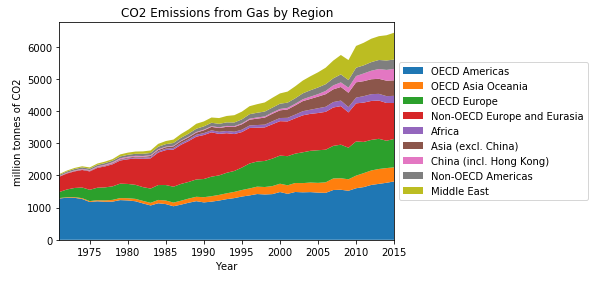 CO2 Emissions from Gas by Region
million tonnes of CO2
6000
5000
4000
3000
2000
1000
0
1975
1980
1985
1990
1995
2000
2005
2010
2015
Year
OECD Americas
OECD Asia Oceania
OECD Europe
Non-OECD Europe and Eurasia
Africa
Asia (excl. China)
China (incl. Hong Kong)
Non-OECD Americas
Middle East